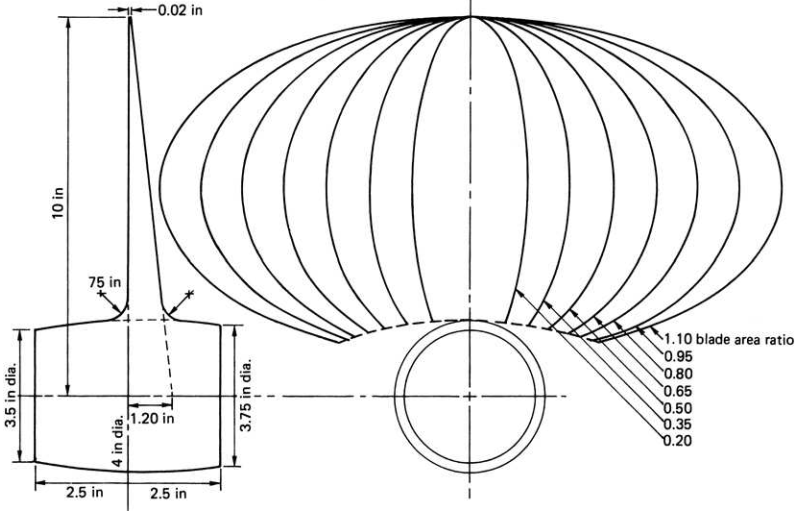 0.02 in
10 in
75 in
3.5 in dia.
4 in dia.
1.20 in
3.75 in dia.
2.5 in
2.5 in
1.10 blade area ratio
0.95
0.80
0.65
0.50
0.35
0.20